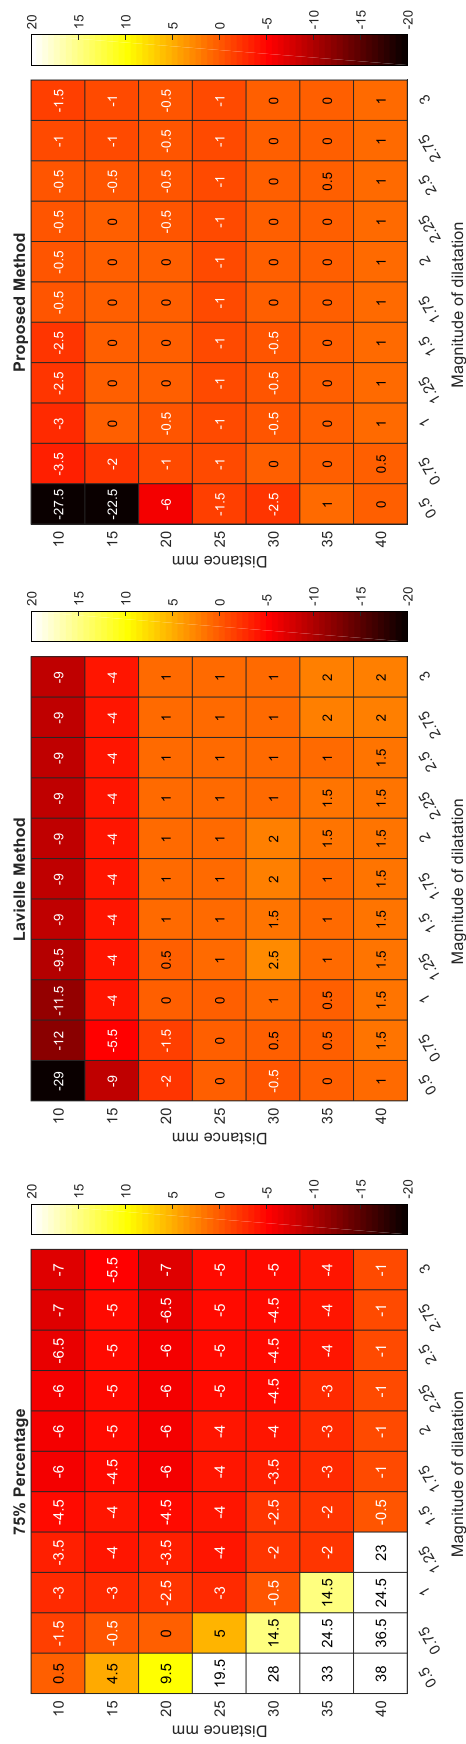 75% Percentage
Distance mm
10 0.5 -1.5 -3 -3.5 -4.5 -6 -6 -6 -6.5 -7 -7
15 4.5 -0.5 -3 -4 -4 -4.5 -5 -5 -5 -5 -5.5
20 9.5 0 -2.5 -3.5 -4.5 -6 -6 -6 -6 -6.5 -7
25 19.5 5 -3 -4 -4 -4 -4 -5 -5 -5 -5
30 28 14.5 -0.5 -2 -2.5 -3.5 -4 -4.5 -4.5 -4.5 -5
35 33 24.5 14.5 -2 -2 -3 -3 -3 -4 -4 -4
40 38 36.5 24.5 23 -0.5 -1 -1 -1 -1 -1 -1
0.5 0.75 1 1.25 1.5 1.75 2 2.25 2.5 2.75 3
Magnitude of dilatation
20
15
10
5
0
-5
-10
-15
-20
Lavielle Method
Distance mm
10 -29 -12 -11.5 -9.5 -9 -9 -9 -9 -9 -9 -9
15 -9 -5.5 -4 -4 -4 -4 -4 -4 -4 -4 -4
20 -2 -1.5 0 0.5 1 1 1 1 1 1 1
25 0 0 0 1 1 1 1 1 1 1 1
30 -0.5 0.5 1 2.5 1.5 2 2 1 1 1 1
35 0 0.5 0.5 1 1 1 1.5 1.5 1 2 2
40 1 1.5 1.5 1.5 1.5 1.5 1.5 1.5 1.5 2 2
0.5 0.75 1 1.25 1.5 1.75 2 2.25 2.5 2.75 3
Magnitude of dilatation
20
15
10
5
0
-5
-10
-15
-20
Proposed Method
Distance mm
10 -27.5 -3.5 -3 -2.5 -2.5 -0.5 -0.5 -0.5 -0.5 -1 -1.5
15 -22.5 -2 0 0 0 0 0 0 -0.5 -1 -1
20 -6 -1 -0.5 0 0 0 0 -0.5 -0.5 -0.5 -0.5
25 -1.5 -1 -1 -1 -1 -1 -1 -1 -1 -1 -1
30 -2.5 0 -0.5 -0.5 -0.5 0 0 0 0 0 0
35 1 0 0 0 0 0 0 0 0.5 0 0
40 0 0.5 1 1 1 1 1 1 1 1 1
0.5 0.75 1 1.25 1.5 1.75 2 2.25 2.5 2.75 3
Magnitude of dilatation
20
15
10
5
0
-5
-10
-15
-20